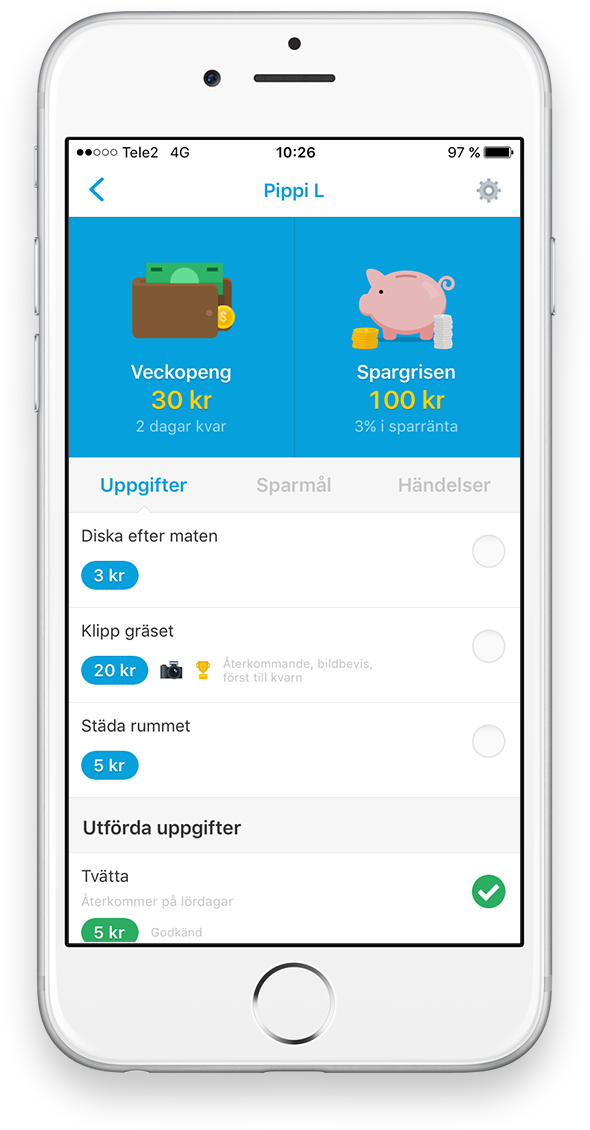 Tele2 4G 10:26 97 %
Pippi L
Veckopeng
30 kr
2 dagar kvar
Spargrisen
100 kr
3% i sparränta
Uppgifter Sparmål Händelser
Diska efter maten
3 kr
Klipp gräset
20 kr
Återkommande, bildbevis,
först till kvarn
Städa rummet
5 kr
Utförda uppgifter
Tvätta
Återkommer på lördagar
5 kr Godkänd